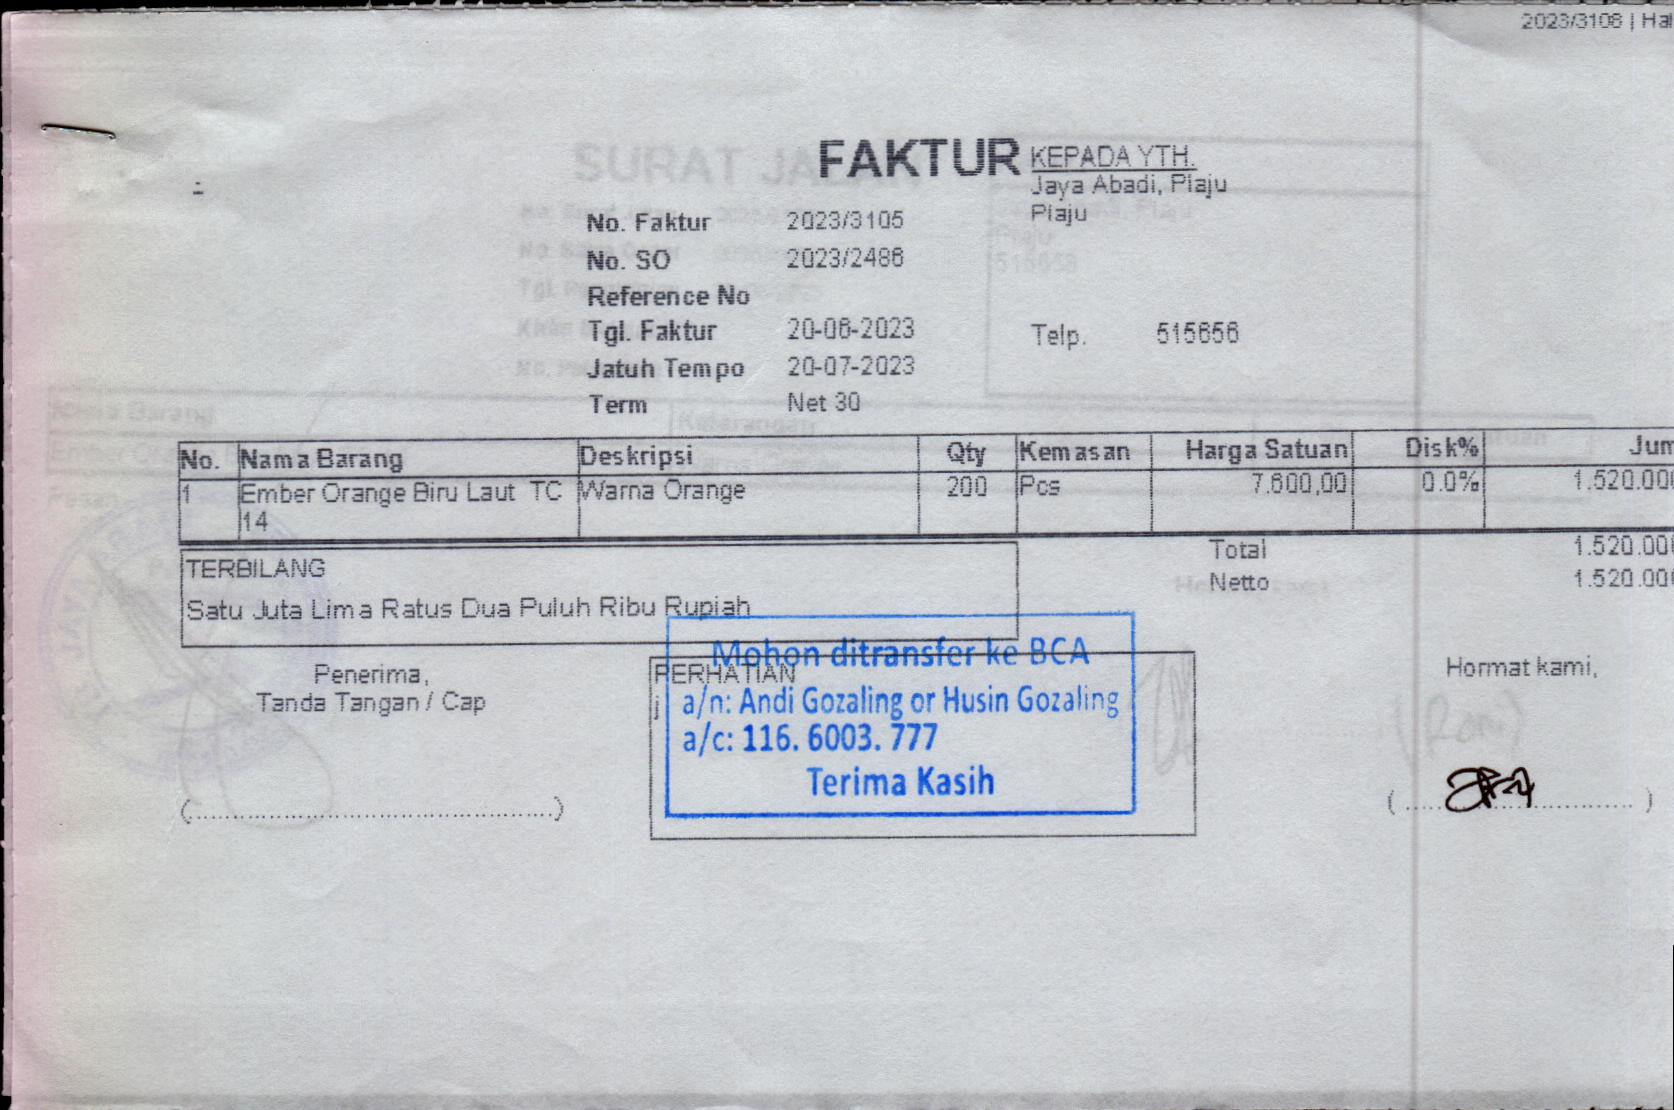 2023/3106 | Hal
FAKTUR
KEPADA YTH.
Jaya Abadi, Plaju
Plaju
No. Faktur 2023/3105
No. SO 2023/2486
Reference No
Tgl. Faktur 20-06-2023
Telp. 515656
Jatuh Tempo 20-07-2023
Term Net 30
No. Nama Barang Deskripsi Qty Kemasan Harga Satuan Disk% Jum
1 Ember Orange Biru Laut TC 14 Warna Orange 200 Pcs 7.600,00 0.0% 1.520.000
Total 1.520.000
Netto 1.520.000
TERBILANG
Satu Juta Lima Ratus Dua Puluh Ribu Rupiah
Penerima,
Tanda Tangan / Cap
PERHATIAN
Mohon ditransfer ke BCA
a/n: Andi Gozaling or Husin Gozaling
a/c: 116. 6003. 777
Terima Kasih
Hormat kami,
SURAT JALAN
(Roni)